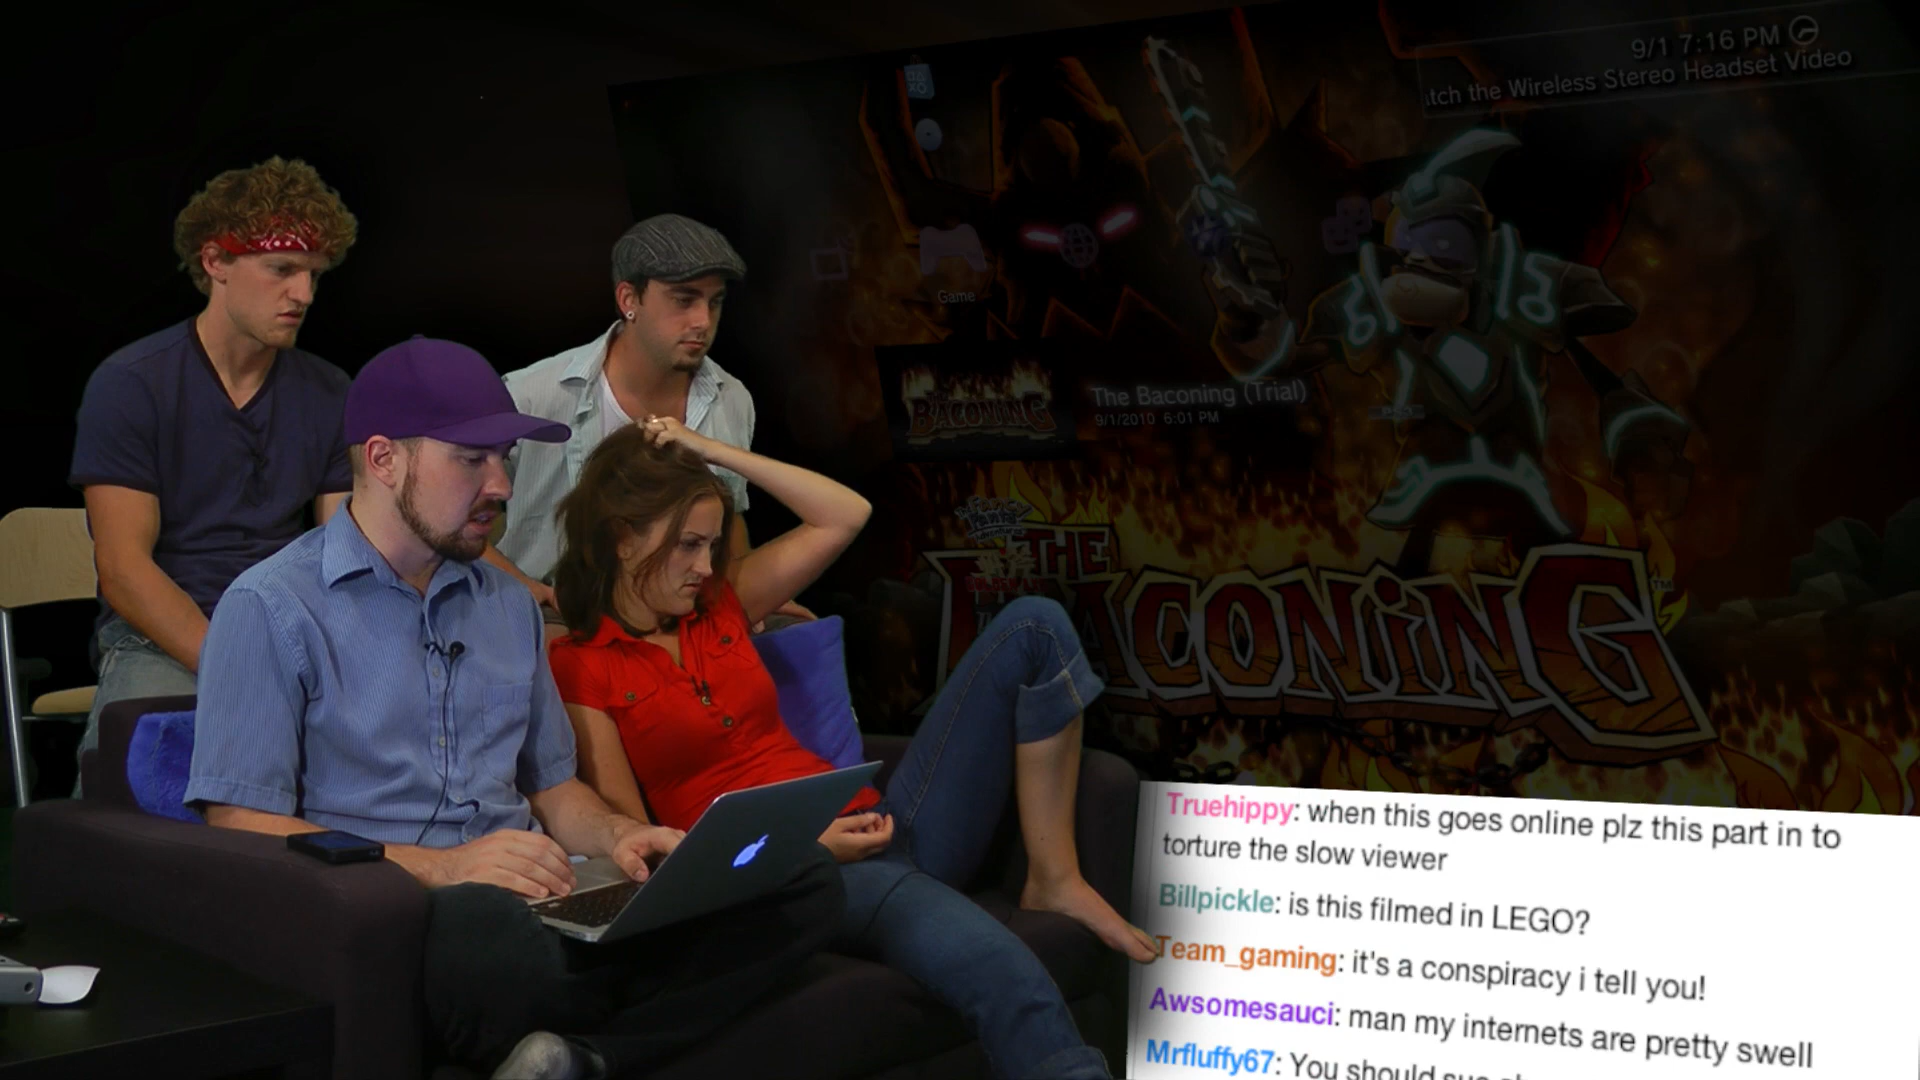 9/1 7:16 PM
tch the Wireless Stereo Headset Video
Game
The Baconing (Trial)
9/1/2010 6:01 PM
THE BACONING
THE
BACONiNG™
Truehippy: when this goes online plz this part in to
torture the slow viewer
Billpickle: is this filmed in LEGO?
Team_gaming: it's a conspiracy i tell you!
Awsomesauci: man my internets are pretty swell
Mrfluffy67: You should sue